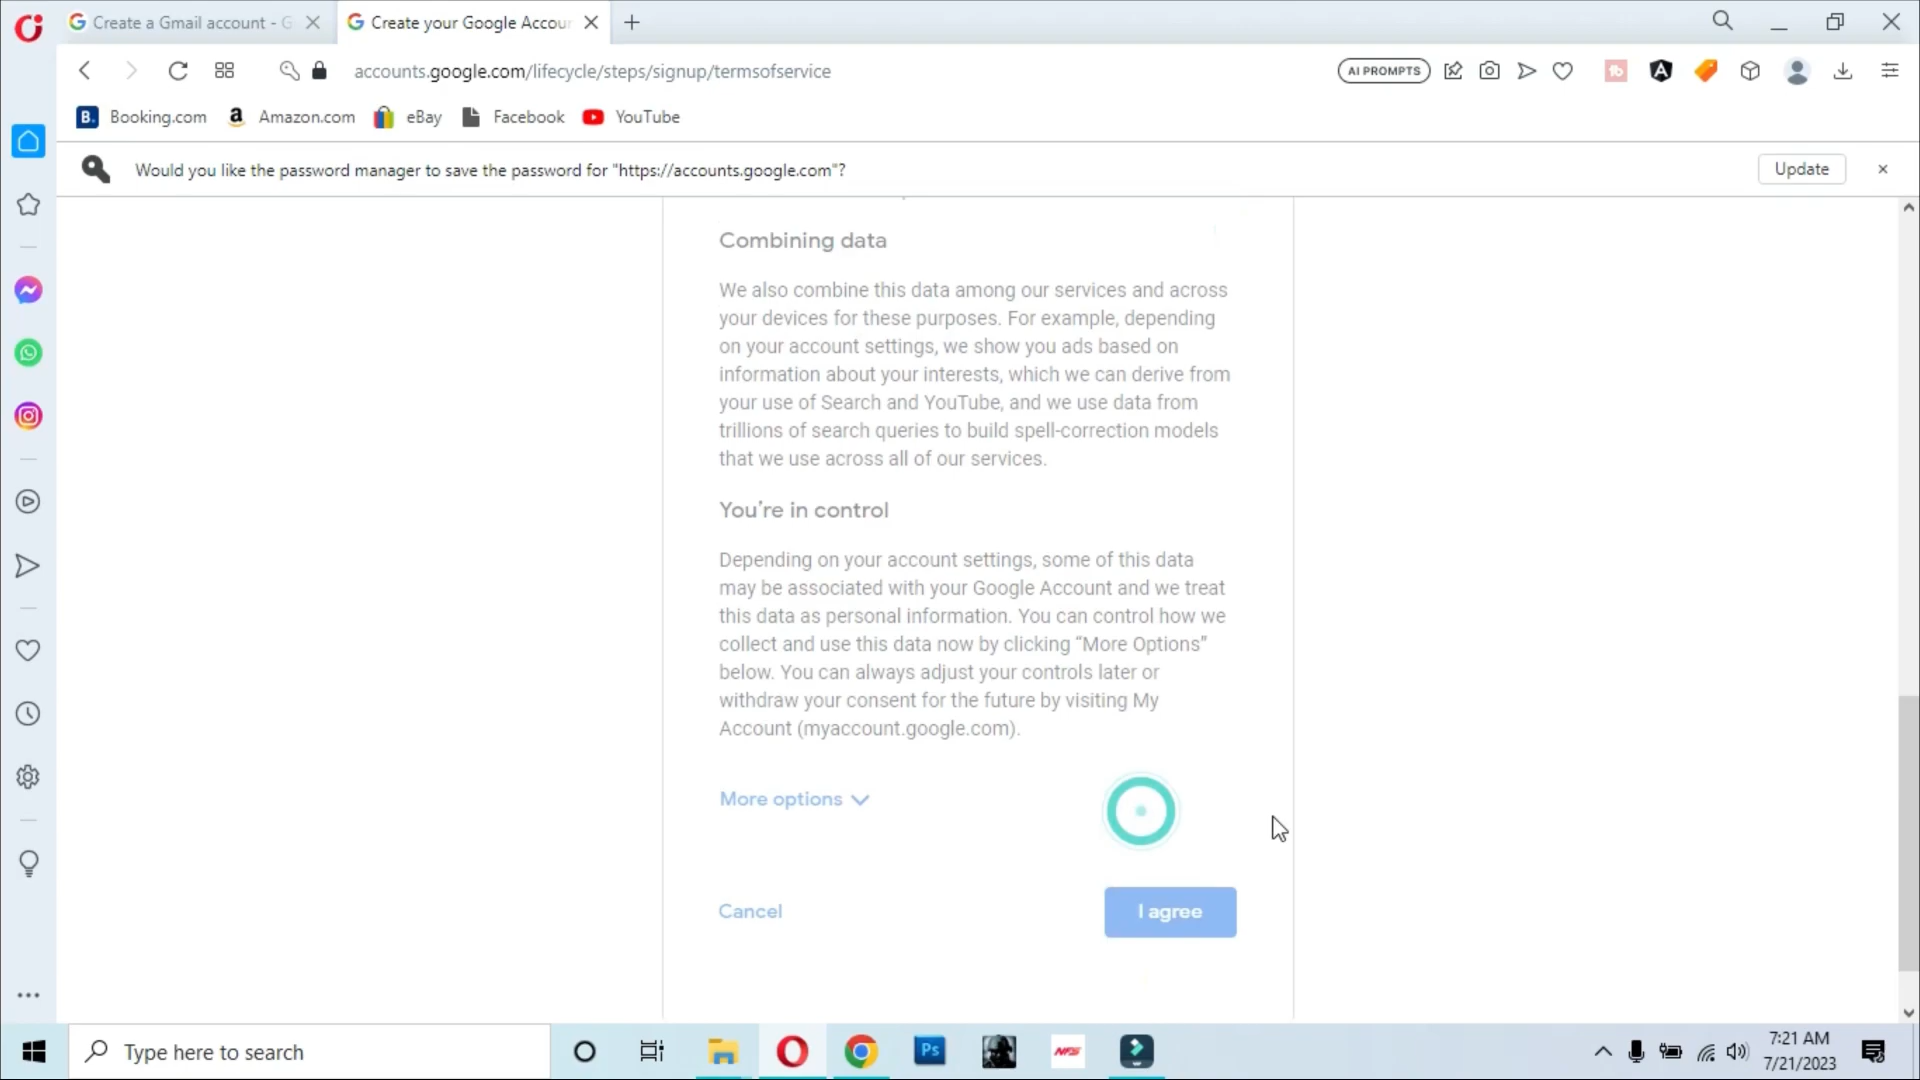 Create a Gmail account - G
Create your Google Accou
accounts.google.com/lifecycle/steps/signup/termsofservice
AI PROMPTS
B. Booking.com
a Amazon.com
eBay
Facebook
YouTube
Would you like the password manager to save the password for "https://accounts.google.com"?
Update
Combining data
We also combine this data among our services and across
your devices for these purposes. For example, depending
on your account settings, we show you ads based on
information about your interests, which we can derive from
your use of Search and YouTube, and we use data from
trillions of search queries to build spell-correction models
that we use across all of our services.
You’re in control
Depending on your account settings, some of this data
may be associated with your Google Account and we treat
this data as personal information. You can control how we
collect and use this data now by clicking “More Options”
below. You can always adjust your controls later or
withdraw your consent for the future by visiting My
Account (myaccount.google.com).
More options
Cancel
I agree
Type here to search
Ps
NFS
7:21 AM
7/21/2023